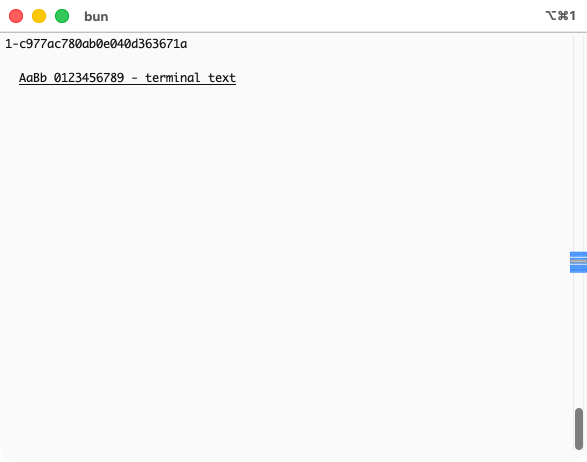 bun
⌥⌘1
1-c977ac780ab0e040d363671a
AaBb 0123456789 - terminal text